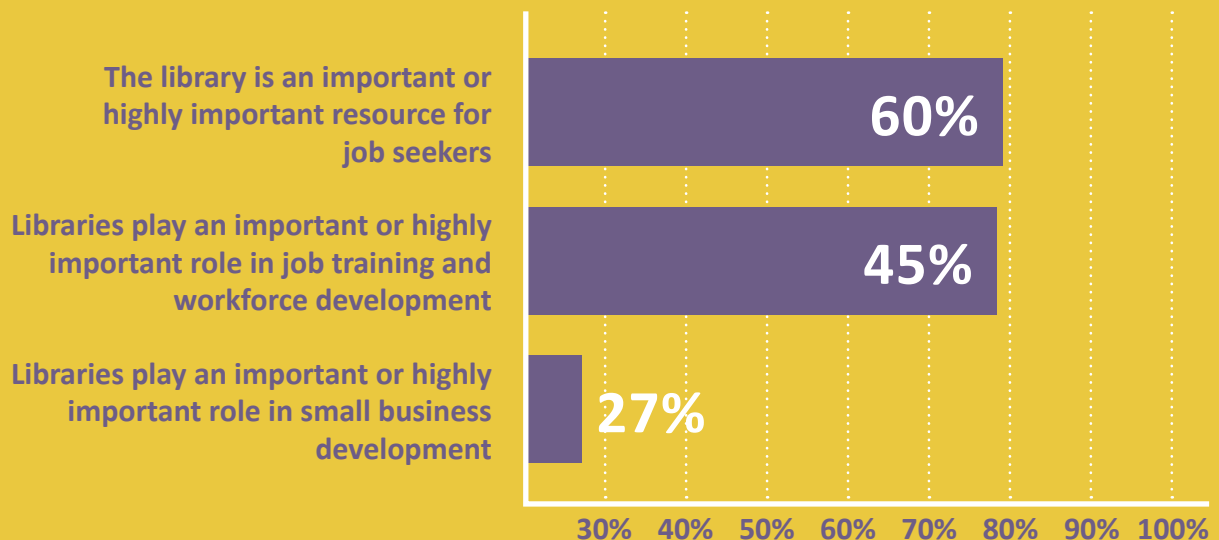 The library is an important or
highly important resource for
job seekers
60%
Libraries play an important or highly
important role in job training and
workforce development
45%
Libraries play an important or highly
important role in small business
development
27%
30% 40% 50% 60% 70% 80% 90% 100%